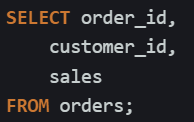 SELECT order_id,
    customer_id,
    sales
FROM orders;